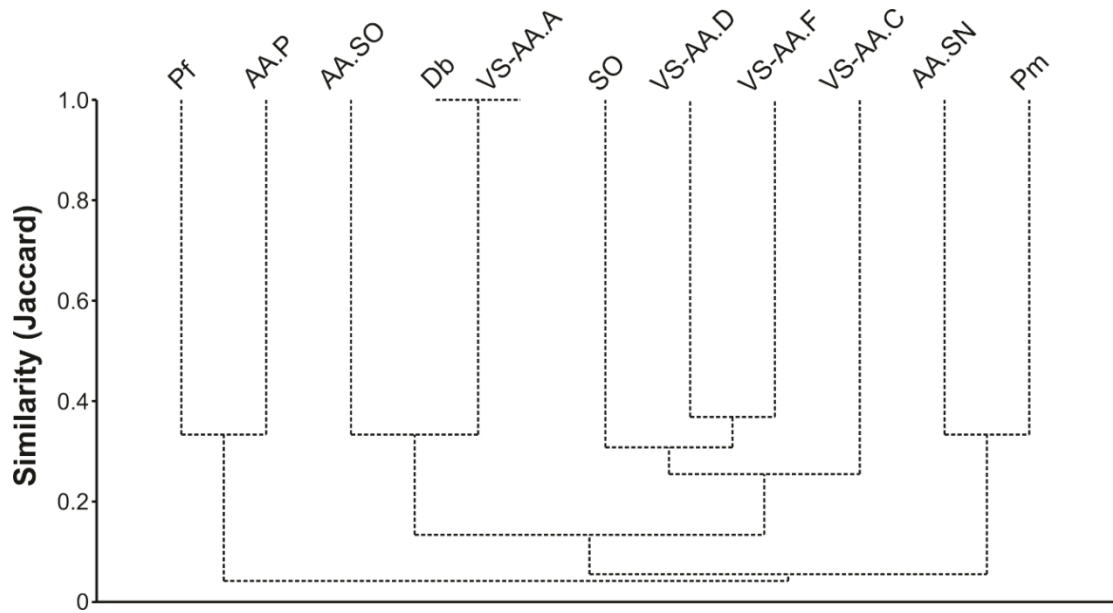 Pf
AA.P
AA.SO
Db
VS-AA.A
SO
VS-AA.D
VS-AA.F
VS-AA.C
AA.SN
Pm
Similarity (Jaccard)
1.0
0.8
0.6
0.4
0.2
0